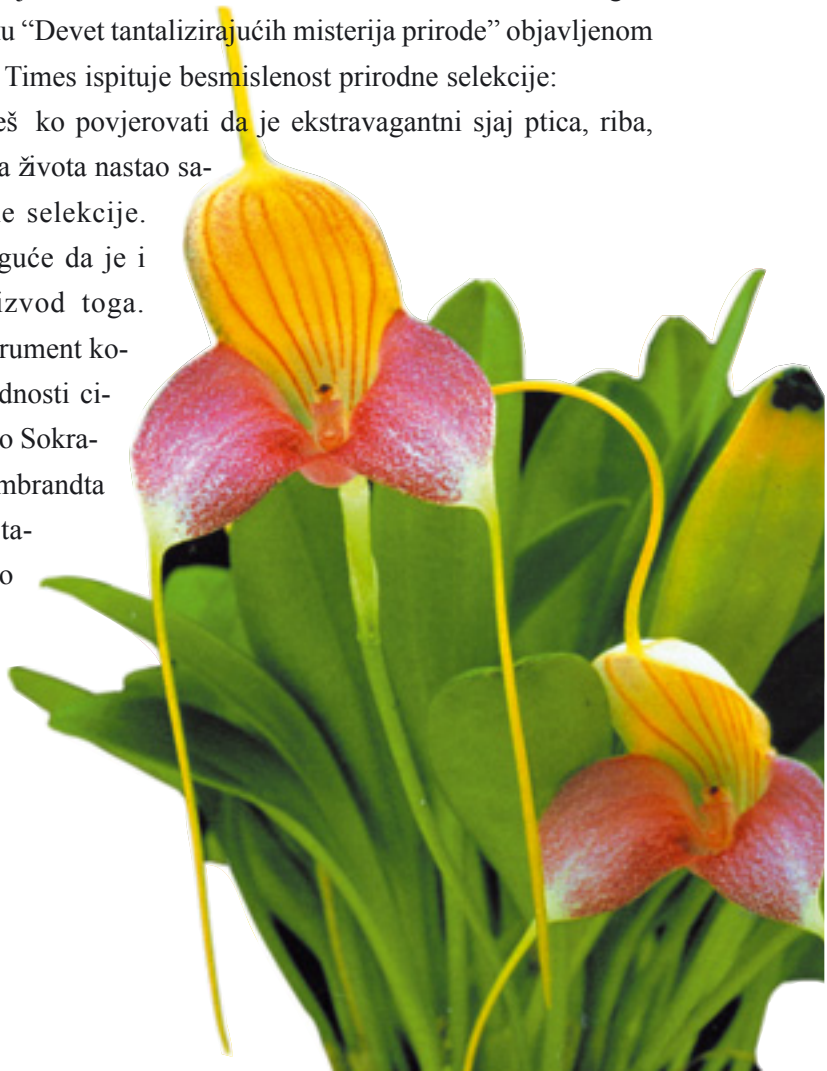 u “Devet tantalizirajućih misterija prirode” objavljenom
Times ispituje besmislenost prirodne selekcije:
eš ko povjerovati da je ekstravagantni sjaj ptica, riba,
a života nastao sa-
e selekcije.
guće da je i
izvod toga.
rument ko-
dnosti ci-
o Sokra-
mbrandta
ta-
o